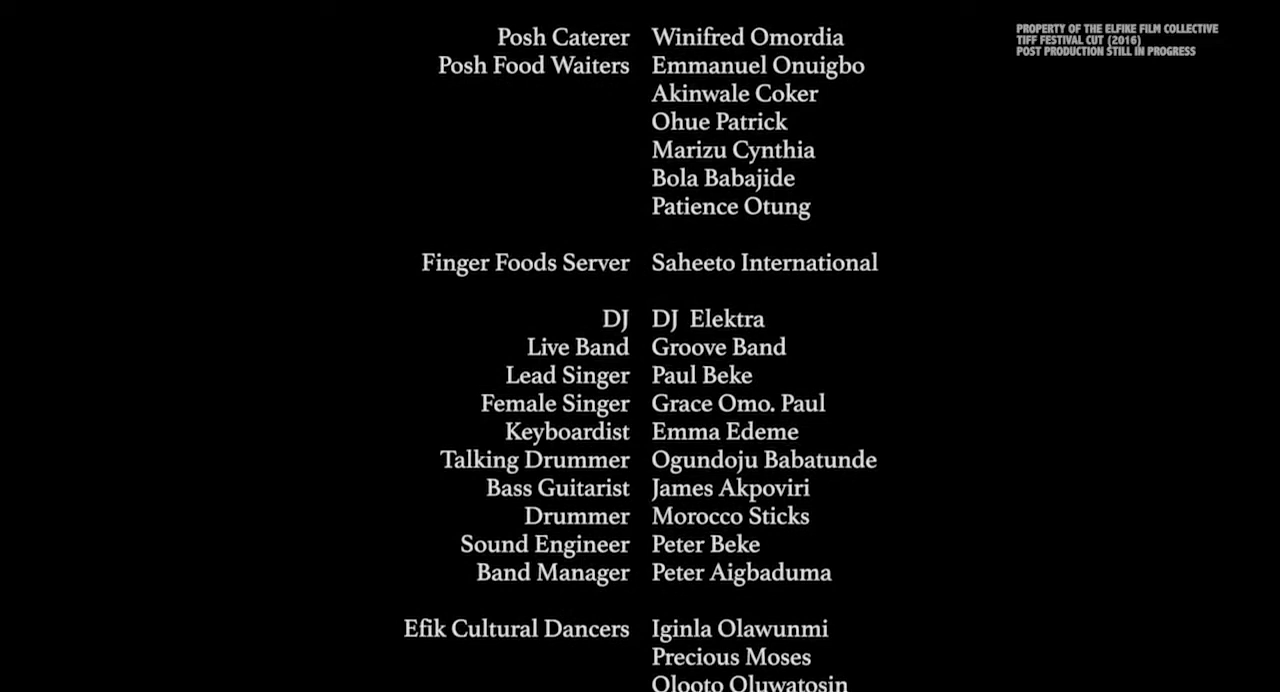 PROPERTY OF THE ELFIKE FILM COLLECTIVE
TIFF FESTIVAL CUT (2016)
POST PRODUCTION STILL IN PROGRESS
Posh Caterer Winifred Omordia
Posh Food Waiters Emmanuel Onuigbo
Akinwale Coker
Ohue Patrick
Marizu Cynthia
Bola Babajide
Patience Otung
Finger Foods Server Saheeto International
DJ DJ Elektra
Live Band Groove Band
Lead Singer Paul Beke
Female Singer Grace Omo. Paul
Keyboardist Emma Edeme
Talking Drummer Ogundoju Babatunde
Bass Guitarist James Akpoviri
Drummer Morocco Sticks
Sound Engineer Peter Beke
Band Manager Peter Aigbaduma
Efik Cultural Dancers Iginla Olawunmi
Precious Moses
Olooto Oluwatosin